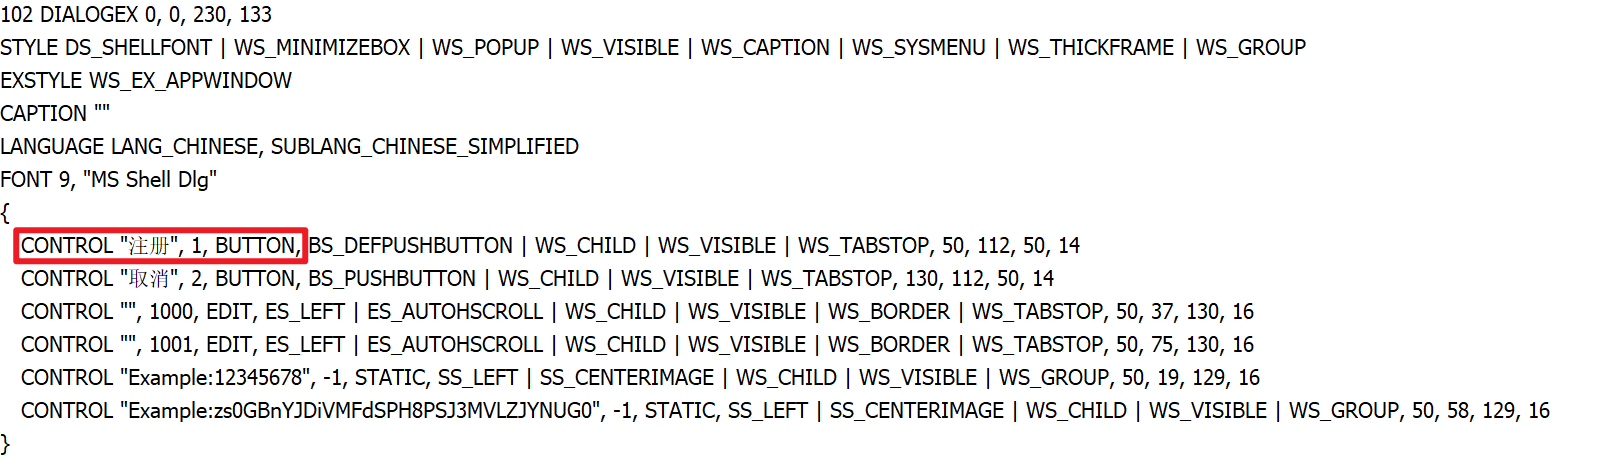 102 DIALOGEX 0, 0, 230, 133
STYLE DS_SHELLFONT | WS_MINIMIZEBOX | WS_POPUP | WS_VISIBLE | WS_CAPTION | WS_SYSMENU | WS_THICKFRAME | WS_GROUP
EXSTYLE WS_EX_APPWINDOW
CAPTION ""
LANGUAGE LANG_CHINESE, SUBLANG_CHINESE_SIMPLIFIED
FONT 9, "MS Shell Dlg"
{
CONTROL "注册", 1, BUTTON, BS_DEFPUSHBUTTON | WS_CHILD | WS_VISIBLE | WS_TABSTOP, 50, 112, 50, 14
CONTROL "取消", 2, BUTTON, BS_PUSHBUTTON | WS_CHILD | WS_VISIBLE | WS_TABSTOP, 130, 112, 50, 14
CONTROL "", 1000, EDIT, ES_LEFT | ES_AUTOHSCROLL | WS_CHILD | WS_VISIBLE | WS_BORDER | WS_TABSTOP, 50, 37, 130, 16
CONTROL "", 1001, EDIT, ES_LEFT | ES_AUTOHSCROLL | WS_CHILD | WS_VISIBLE | WS_BORDER | WS_TABSTOP, 50, 75, 130, 16
CONTROL "Example:12345678", -1, STATIC, SS_LEFT | SS_CENTERIMAGE | WS_CHILD | WS_VISIBLE | WS_GROUP, 50, 19, 129, 16
CONTROL "Example:zs0GBnYJDiVMFdSPH8PSJ3MVLZJYNUG0", -1, STATIC, SS_LEFT | SS_CENTERIMAGE | WS_CHILD | WS_VISIBLE | WS_GROUP, 50, 58, 129, 16
}